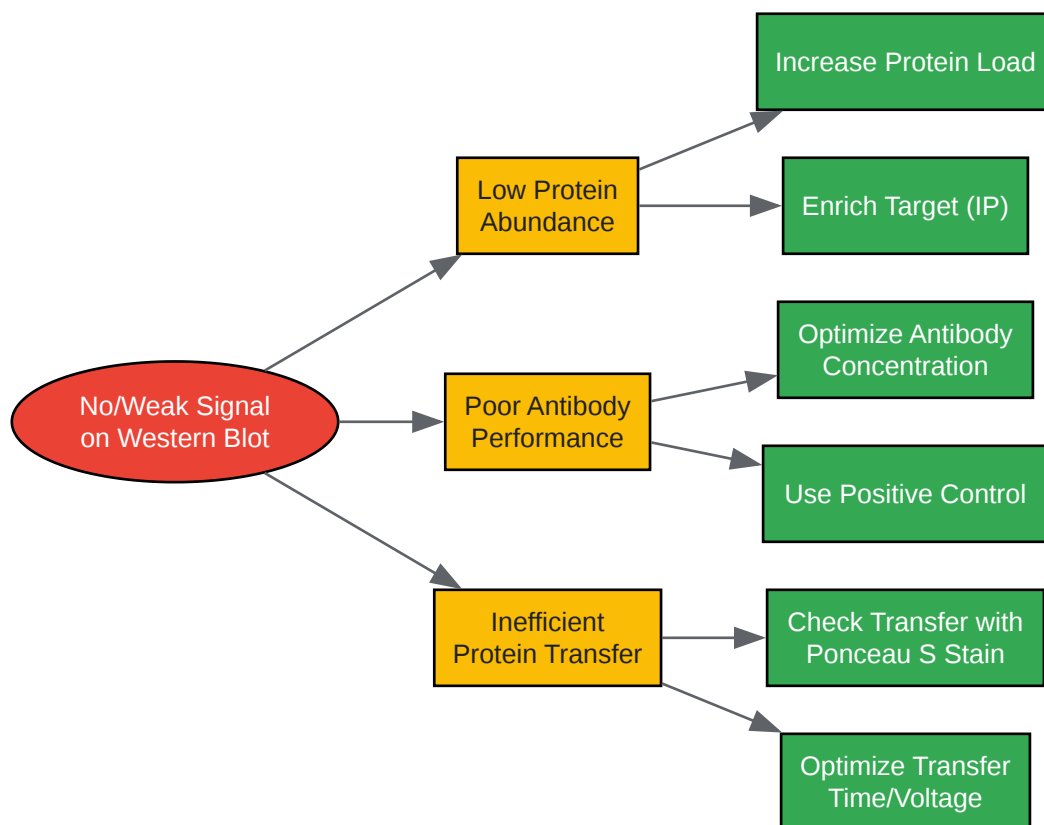 No/Weak Signal
on Western Blot
Low Protein
Abundance
Increase Protein Load
Enrich Target (IP)
Poor Antibody
Performance
Optimize Antibody
Concentration
Use Positive Control
Inefficient
Protein Transfer
Check Transfer with
Ponceau S Stain
Optimize Transfer
Time/Voltage